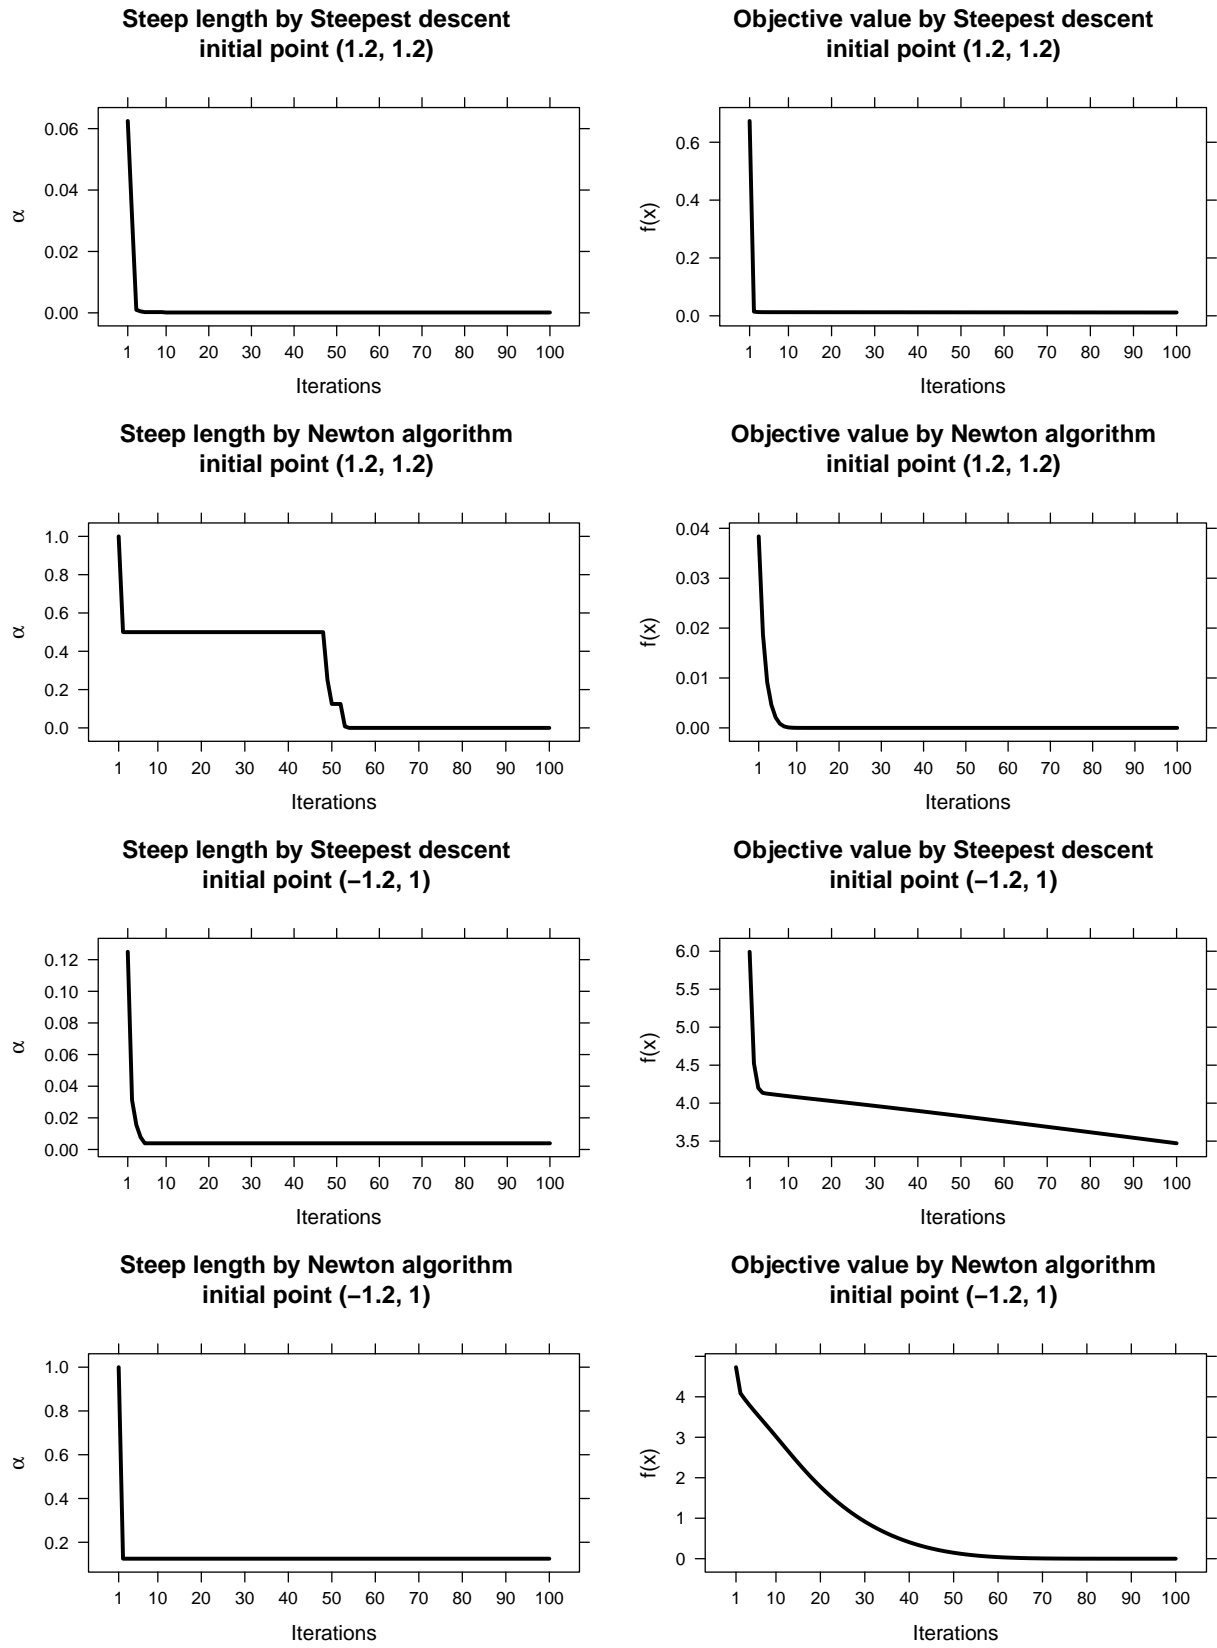 Steep length by Steepest descent
initial point (1.2, 1.2)
α
0.06
0.04
0.02
0.00
1 10 20 30 40 50 60 70 80 90 100
Iterations
Objective value by Steepest descent
initial point (1.2, 1.2)
f(x)
0.6
0.4
0.2
0.0
1 10 20 30 40 50 60 70 80 90 100
Iterations
Steep length by Newton algorithm
initial point (1.2, 1.2)
α
1.0
0.8
0.6
0.4
0.2
0.0
1 10 20 30 40 50 60 70 80 90 100
Iterations
Objective value by Newton algorithm
initial point (1.2, 1.2)
f(x)
0.04
0.03
0.02
0.01
0.00
1 10 20 30 40 50 60 70 80 90 100
Iterations
Steep length by Steepest descent
initial point (−1.2, 1)
α
0.12
0.10
0.08
0.06
0.04
0.02
0.00
1 10 20 30 40 50 60 70 80 90 100
Iterations
Objective value by Steepest descent
initial point (−1.2, 1)
f(x)
6.0
5.5
5.0
4.5
4.0
3.5
1 10 20 30 40 50 60 70 80 90 100
Iterations
Steep length by Newton algorithm
initial point (−1.2, 1)
α
1.0
0.8
0.6
0.4
0.2
1 10 20 30 40 50 60 70 80 90 100
Iterations
Objective value by Newton algorithm
initial point (−1.2, 1)
f(x)
4
3
2
1
0
1 10 20 30 40 50 60 70 80 90 100
Iterations